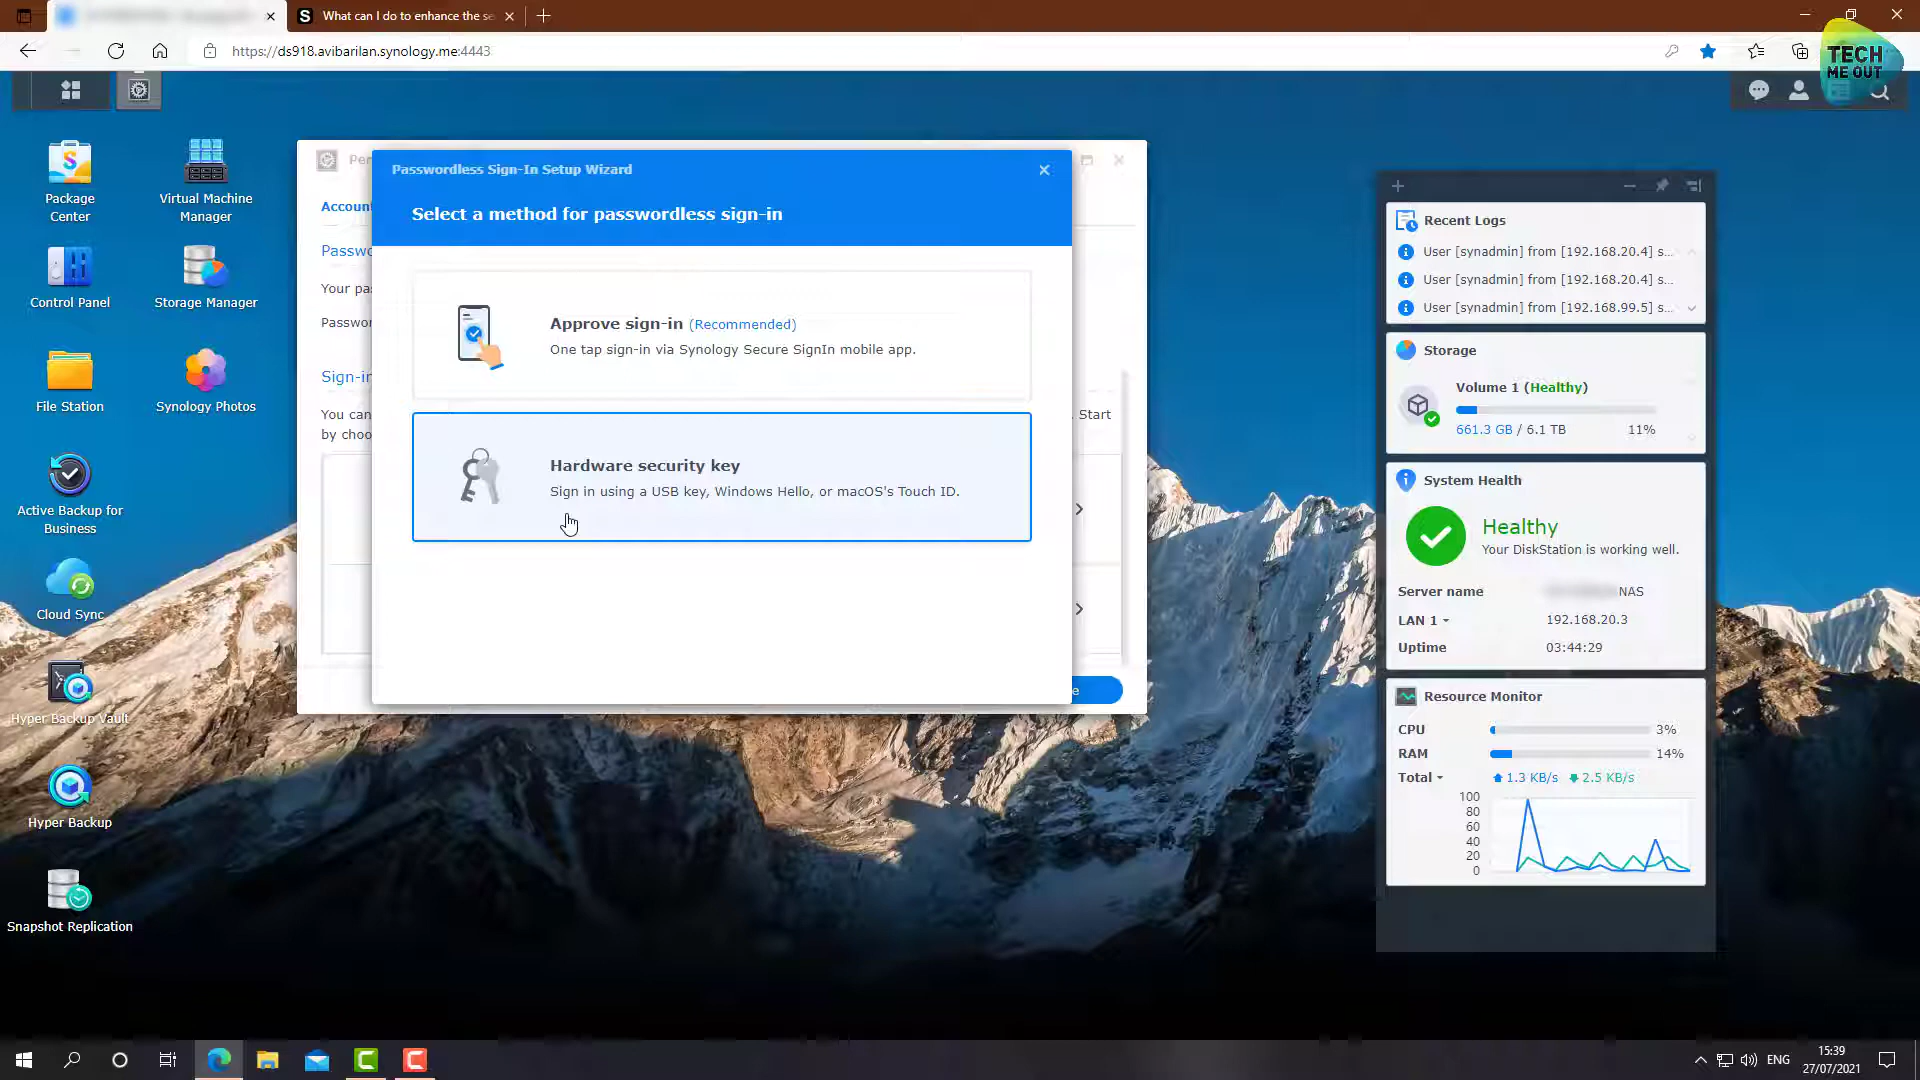 What can I do to enhance the se
https://ds918.avibarilan.synology.me:4443
TECH
ME OUT
Package
Center
Virtual Machine
Manager
Control Panel
Storage Manager
File Station
Synology Photos
Active Backup for
Business
Cloud Sync
Hyper Backup Vault
Hyper Backup
Snapshot Replication
Per
Account
Passwo
Your pa
Passwor
Sign-in
You can
by choo
. Start
e
Passwordless Sign-In Setup Wizard
Select a method for passwordless sign-in
Approve sign-in (Recommended)
One tap sign-in via Synology Secure SignIn mobile app.
Hardware security key
Sign in using a USB key, Windows Hello, or macOS's Touch ID.
Recent Logs
User [synadmin] from [192.168.20.4] s...
User [synadmin] from [192.168.20.4] s...
User [synadmin] from [192.168.99.5] s...
Storage
Volume 1 (Healthy)
661.3 GB / 6.1 TB 11%
System Health
Healthy
Your DiskStation is working well.
Server name NAS
LAN 1 192.168.20.3
Uptime 03:44:29
Resource Monitor
CPU 3%
RAM 14%
Total 1.3 KB/s 2.5 KB/s
100
80
60
40
20
0
ENG
15:39
27/07/2021